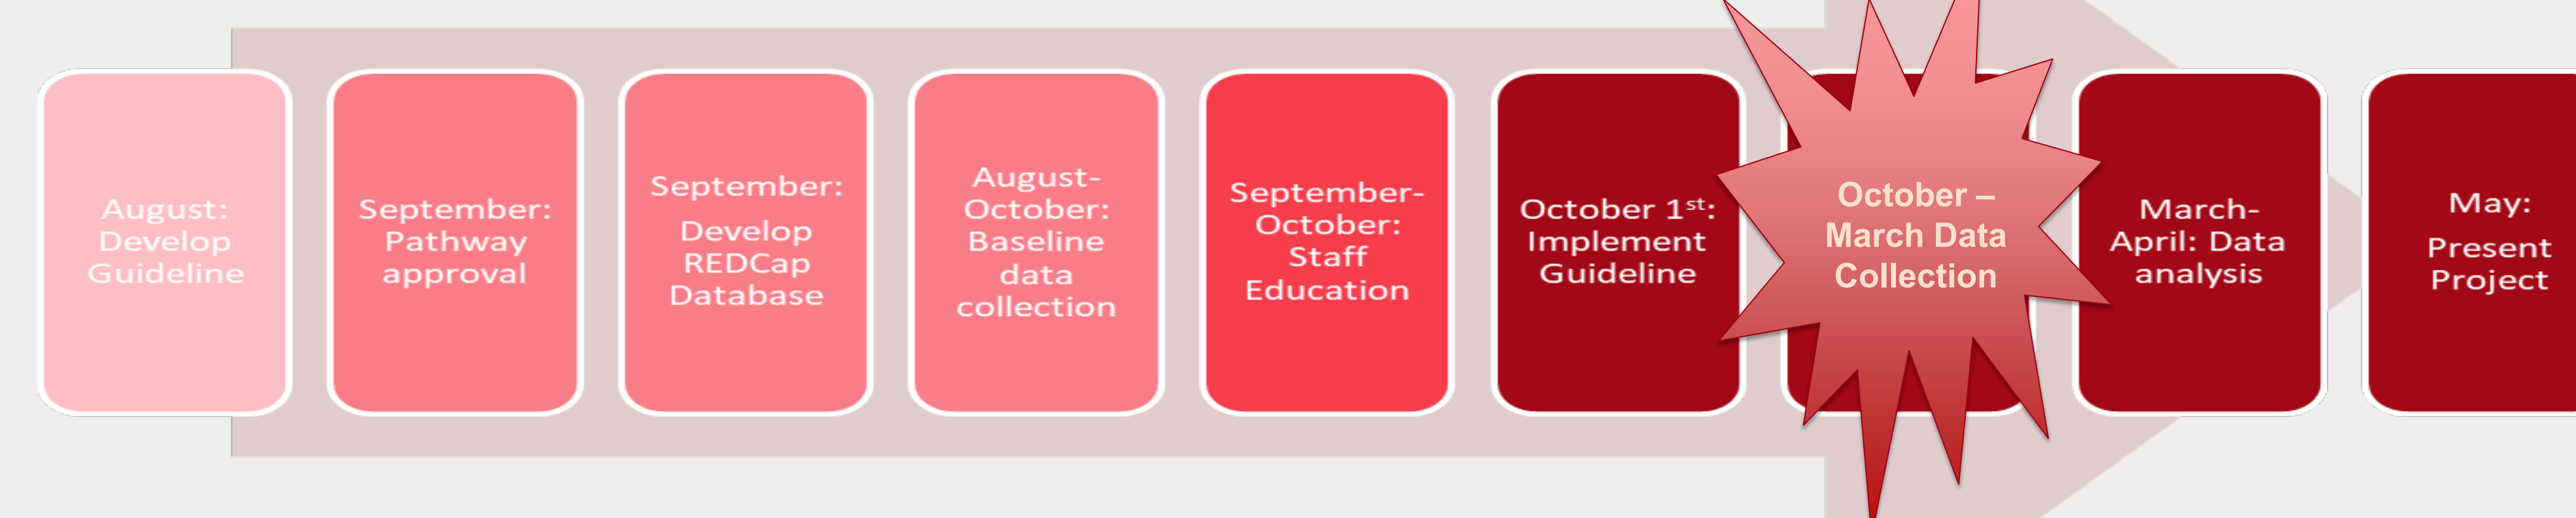 August:
Develop
Guideline
September:
Pathway
approval
September:
Develop
REDCap
Database
August-
October:
Baseline
data
collection
September-
October:
Staff
Education
October 1st:
Implement
Guideline
October –
March Data
Collection
March-
April: Data
analysis
May:
Present
Project